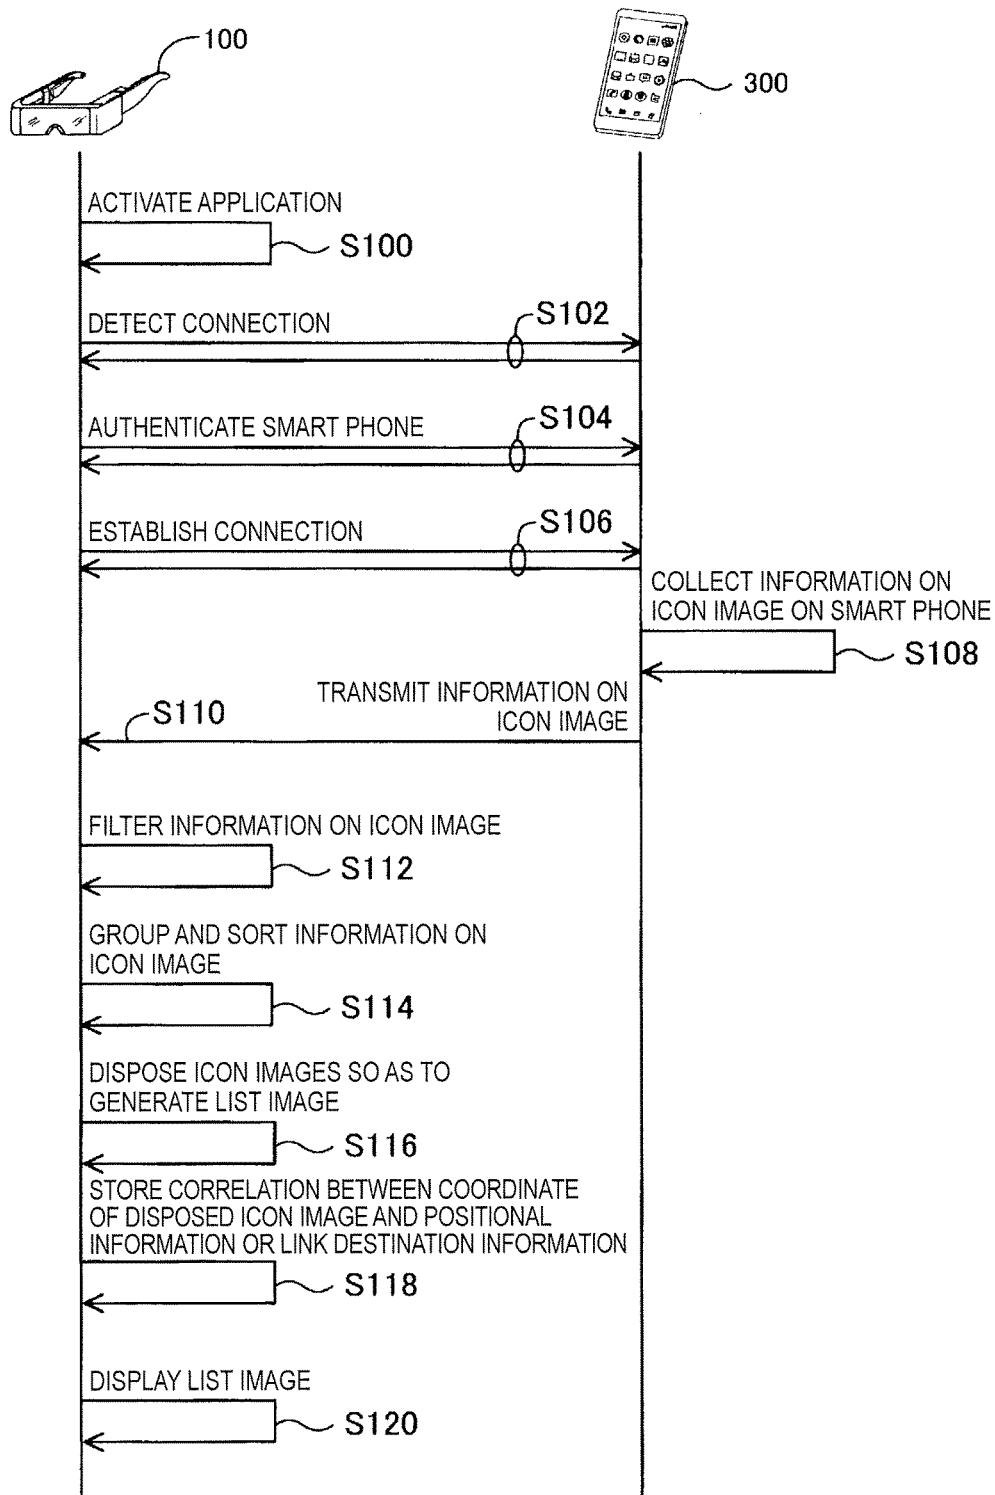 100
300
ACTIVATE APPLICATION
S100
DETECT CONNECTION
S102
AUTHENTICATE SMART PHONE
S104
ESTABLISH CONNECTION
S106
COLLECT INFORMATION ON
ICON IMAGE ON SMART PHONE
S108
TRANSMIT INFORMATION ON
ICON IMAGE
S110
FILTER INFORMATION ON ICON IMAGE
S112
GROUP AND SORT INFORMATION ON
ICON IMAGE
S114
DISPOSE ICON IMAGES SO AS TO
GENERATE LIST IMAGE
S116
STORE CORRELATION BETWEEN COORDINATE
OF DISPOSED ICON IMAGE AND POSITIONAL
INFORMATION OR LINK DESTINATION INFORMATION
S118
DISPLAY LIST IMAGE
S120